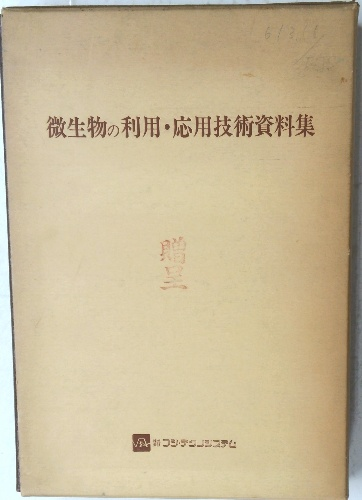 微生物の利用・応用技術資料集
贈
呈
フジ・テクノシステム